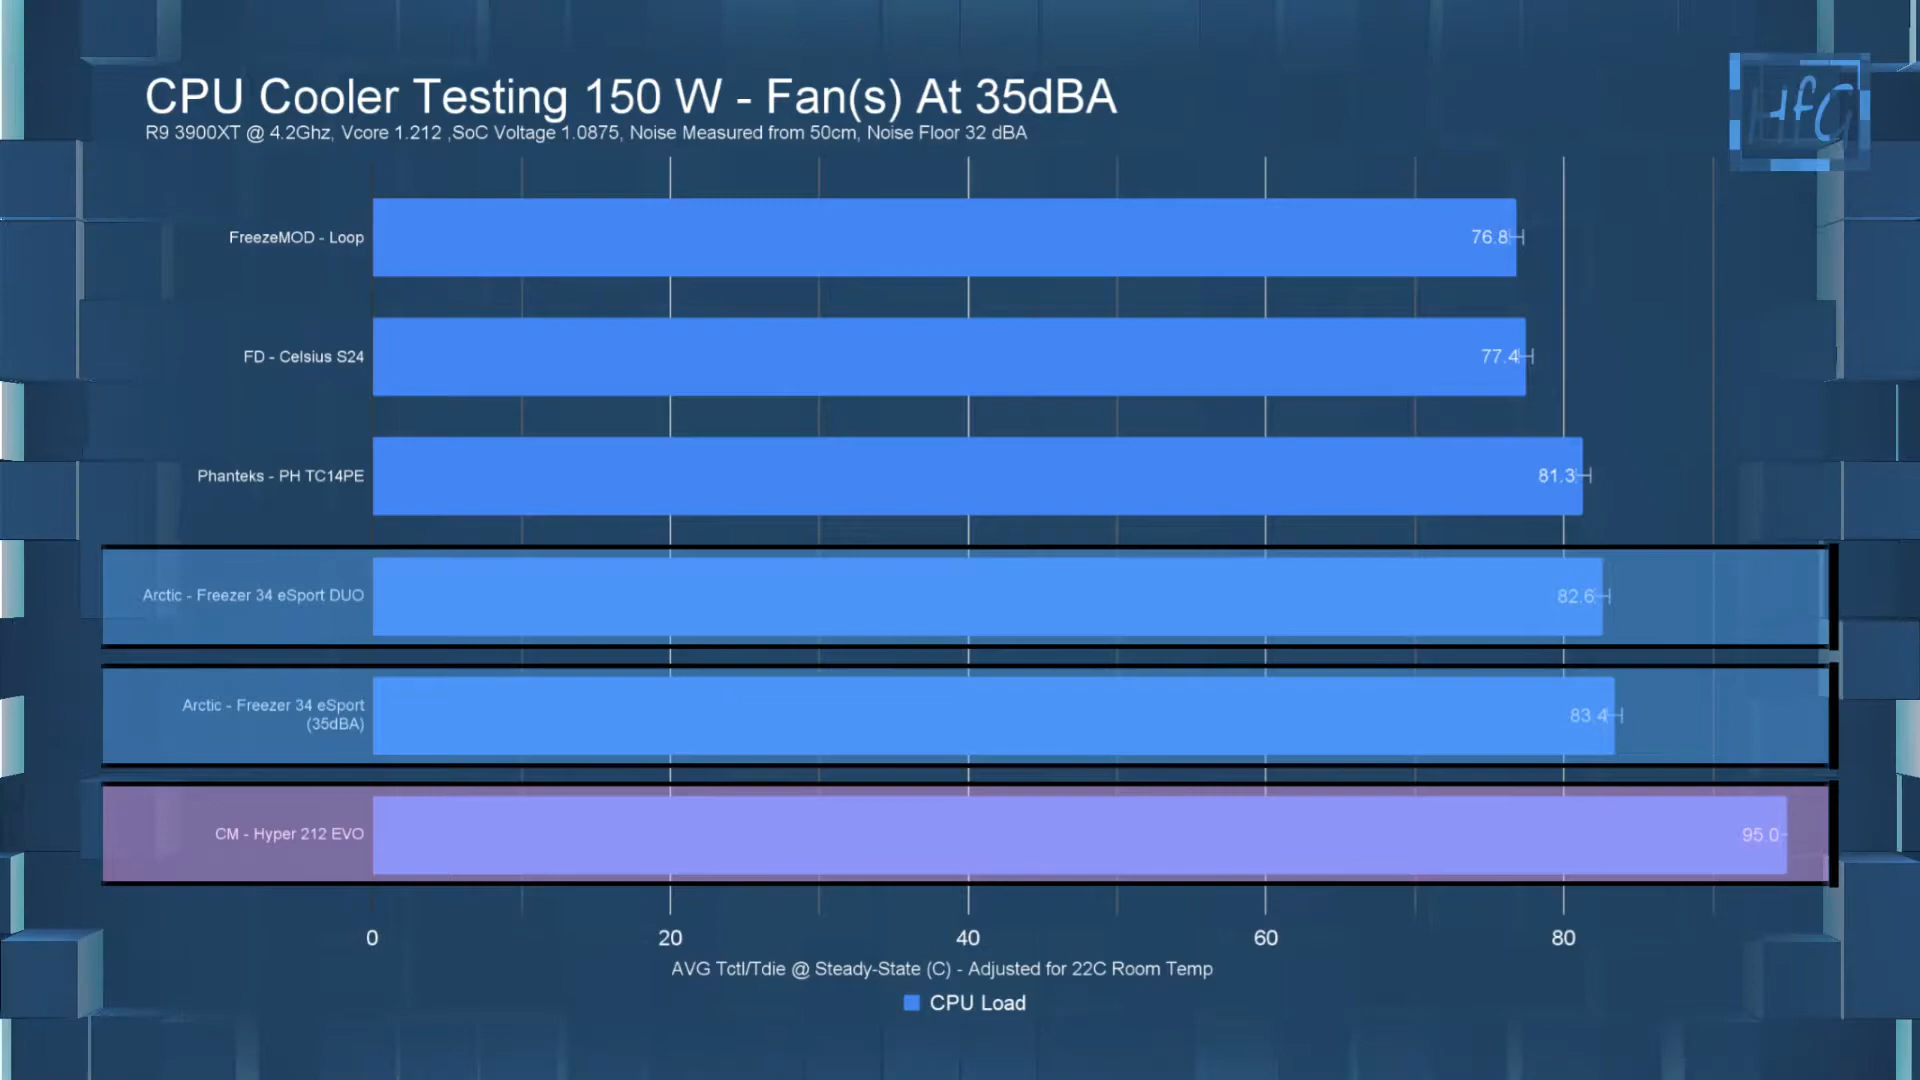 CPU Cooler Testing 150 W - Fan(s) At 35dBA
R9 3900XT @ 4.2Ghz, Vcore 1.212 ,SoC Voltage 1.0875, Noise Measured from 50cm, Noise Floor 32 dBA
HfG
FreezeMOD - Loop
76.8
FD - Celsius S24
77.4
Phanteks - PH TC14PE
81.3
Arctic - Freezer 34 eSport DUO
82.6
Arctic - Freezer 34 eSport
(35dBA)
83.4
CM - Hyper 212 EVO
95.0
0 20 40 60 80
AVG Tctl/Tdie @ Steady-State (C) - Adjusted for 22C Room Temp
CPU Load